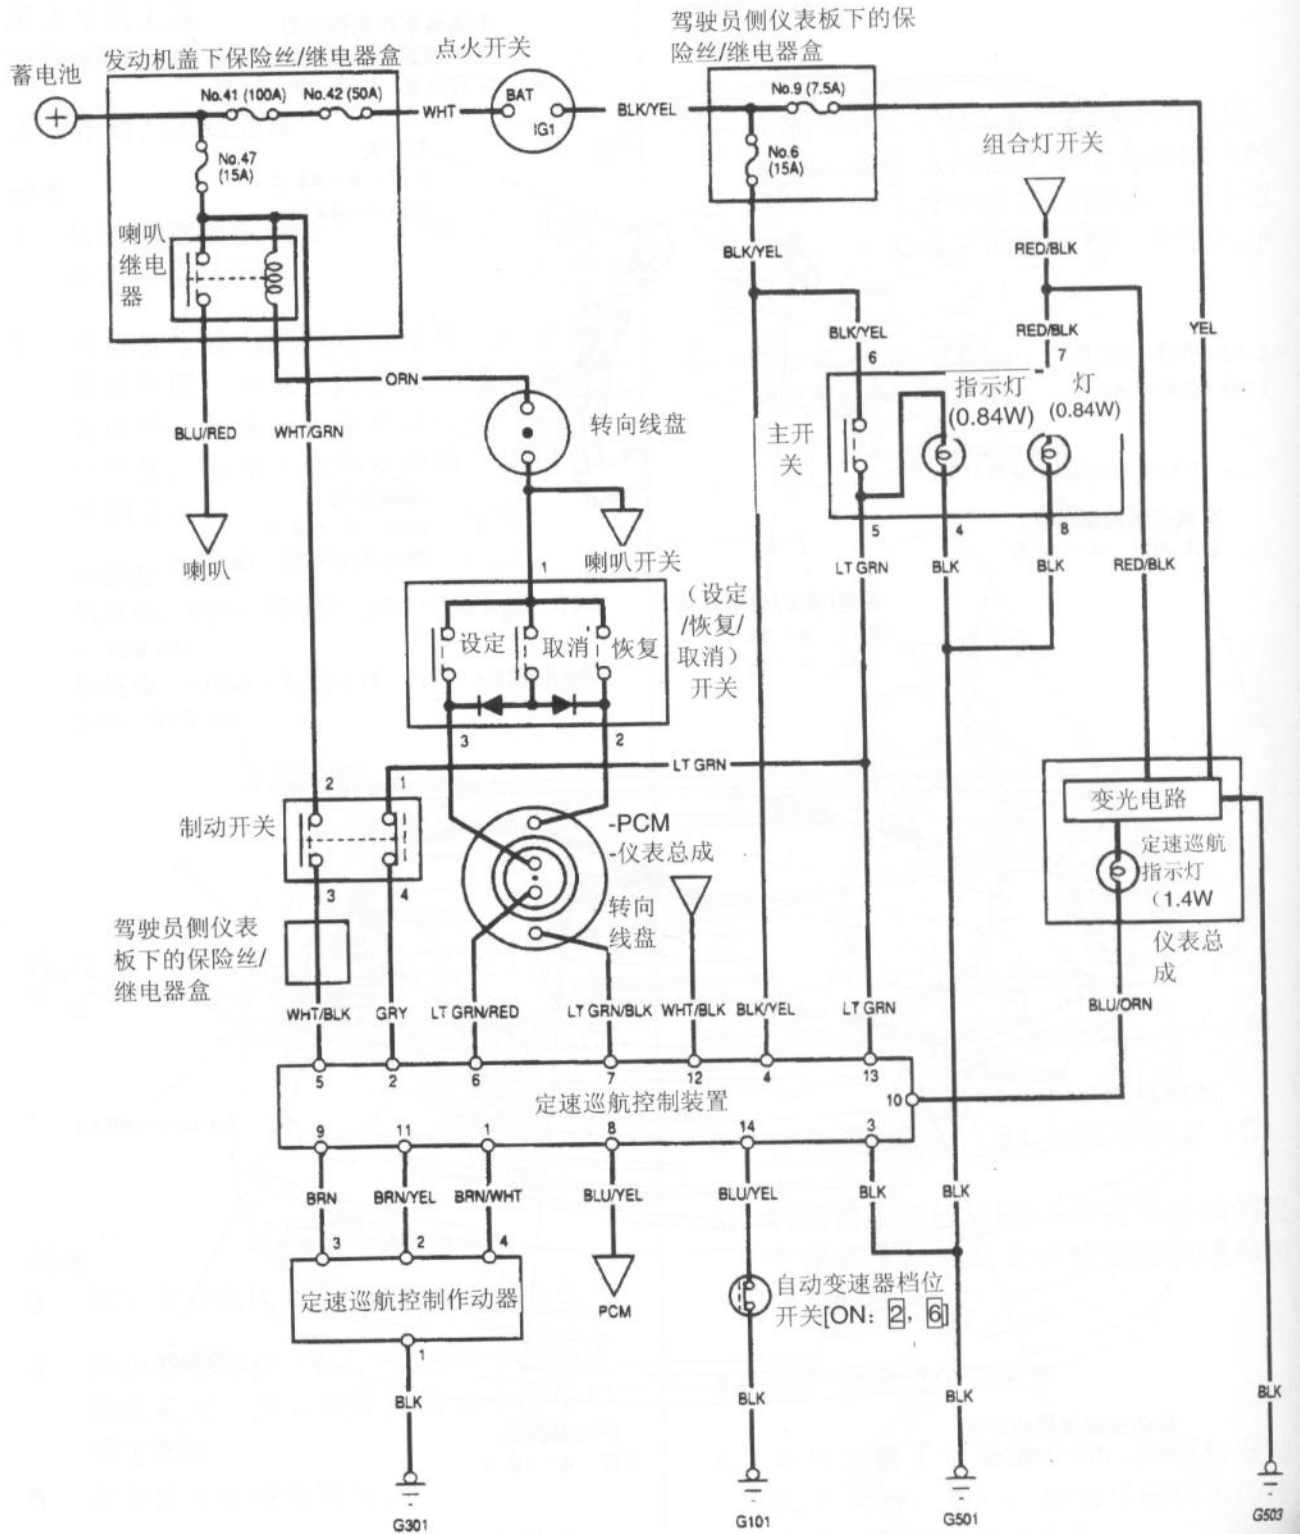 驾驶员侧仪表板下的保
险丝/继电器盒
点火开关
发动机盖下保险丝/继电器盒
蓄电池
No.41 (100A)
No.42 (50A)
WHT
BAT
IG1
BLK/YEL
No.9 (7.5A)
No.47
(15A)
No.6
(15A)
组合灯开关
喇叭
继电
器
BLK/YEL
RED/BLK
BLK/YEL
RED/BLK
YEL
6
7
ORN
指示灯
(0.84W)
灯
(0.84W)
BLU/RED
WHT/GRN
转向线盘
主开
关
5
4
8
喇叭
喇叭开关
LT GRN
BLK
BLK
RED/BLK
1
设定
取消
恢复
（设定
/恢复/
取消）
开关
3
2
LT GRN
2
1
制动开关
-PCM
-仪表总成
变光电路
定速巡航
指示灯
（1.4W
3
4
转向
线盘
仪表总
成
驾驶员侧仪表
板下的保险丝/
继电器盒
WHT/BLK
GRY
LT GRN/RED
LT GRN/BLK
WHT/BLK
BLK/YEL
LT GRN
BLU/ORN
5
2
6
7
12
4
13
定速巡航控制装置
10
9
11
1
8
14
3
BRN
BRN/YEL
BRN/WHT
BLU/YEL
BLU/YEL
BLK
BLK
3
2
4
定速巡航控制作动器
PCM
自动变速器档位
开关[ON: 2, 6]
1
BLK
BLK
BLK
BLK
G301
G101
G501
G503